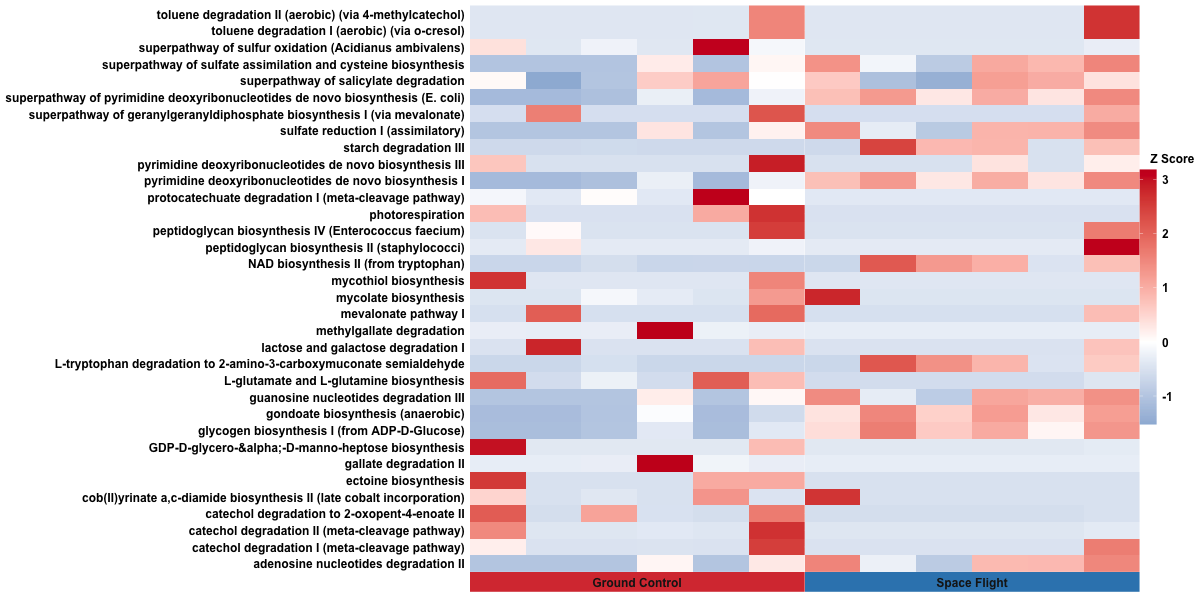 toluene degradation II (aerobic) (via 4-methylcatechol)
toluene degradation I (aerobic) (via o-cresol)
superpathway of sulfur oxidation (Acidianus ambivalens)
superpathway of sulfate assimilation and cysteine biosynthesis
superpathway of salicylate degradation
superpathway of pyrimidine deoxyribonucleotides de novo biosynthesis (E. coli)
superpathway of geranylgeranyldiphosphate biosynthesis I (via mevalonate)
sulfate reduction I (assimilatory)
starch degradation III
pyrimidine deoxyribonucleotides de novo biosynthesis III
pyrimidine deoxyribonucleotides de novo biosynthesis I
protocatechuate degradation I (meta-cleavage pathway)
photorespiration
peptidoglycan biosynthesis IV (Enterococcus faecium)
peptidoglycan biosynthesis II (staphylococci)
NAD biosynthesis II (from tryptophan)
mycothiol biosynthesis
mycolate biosynthesis
mevalonate pathway I
methylgallate degradation
lactose and galactose degradation I
L-tryptophan degradation to 2-amino-3-carboxymuconate semialdehyde
L-glutamate and L-glutamine biosynthesis
guanosine nucleotides degradation III
gondoate biosynthesis (anaerobic)
glycogen biosynthesis I (from ADP-D-Glucose)
GDP-D-glycero-&alpha;-D-manno-heptose biosynthesis
gallate degradation II
ectoine biosynthesis
cob(II)yrinate a,c-diamide biosynthesis II (late cobalt incorporation)
catechol degradation to 2-oxopent-4-enoate II
catechol degradation II (meta-cleavage pathway)
catechol degradation I (meta-cleavage pathway)
adenosine nucleotides degradation II
Ground Control
Space Flight
Z Score
3
2
1
0
-1